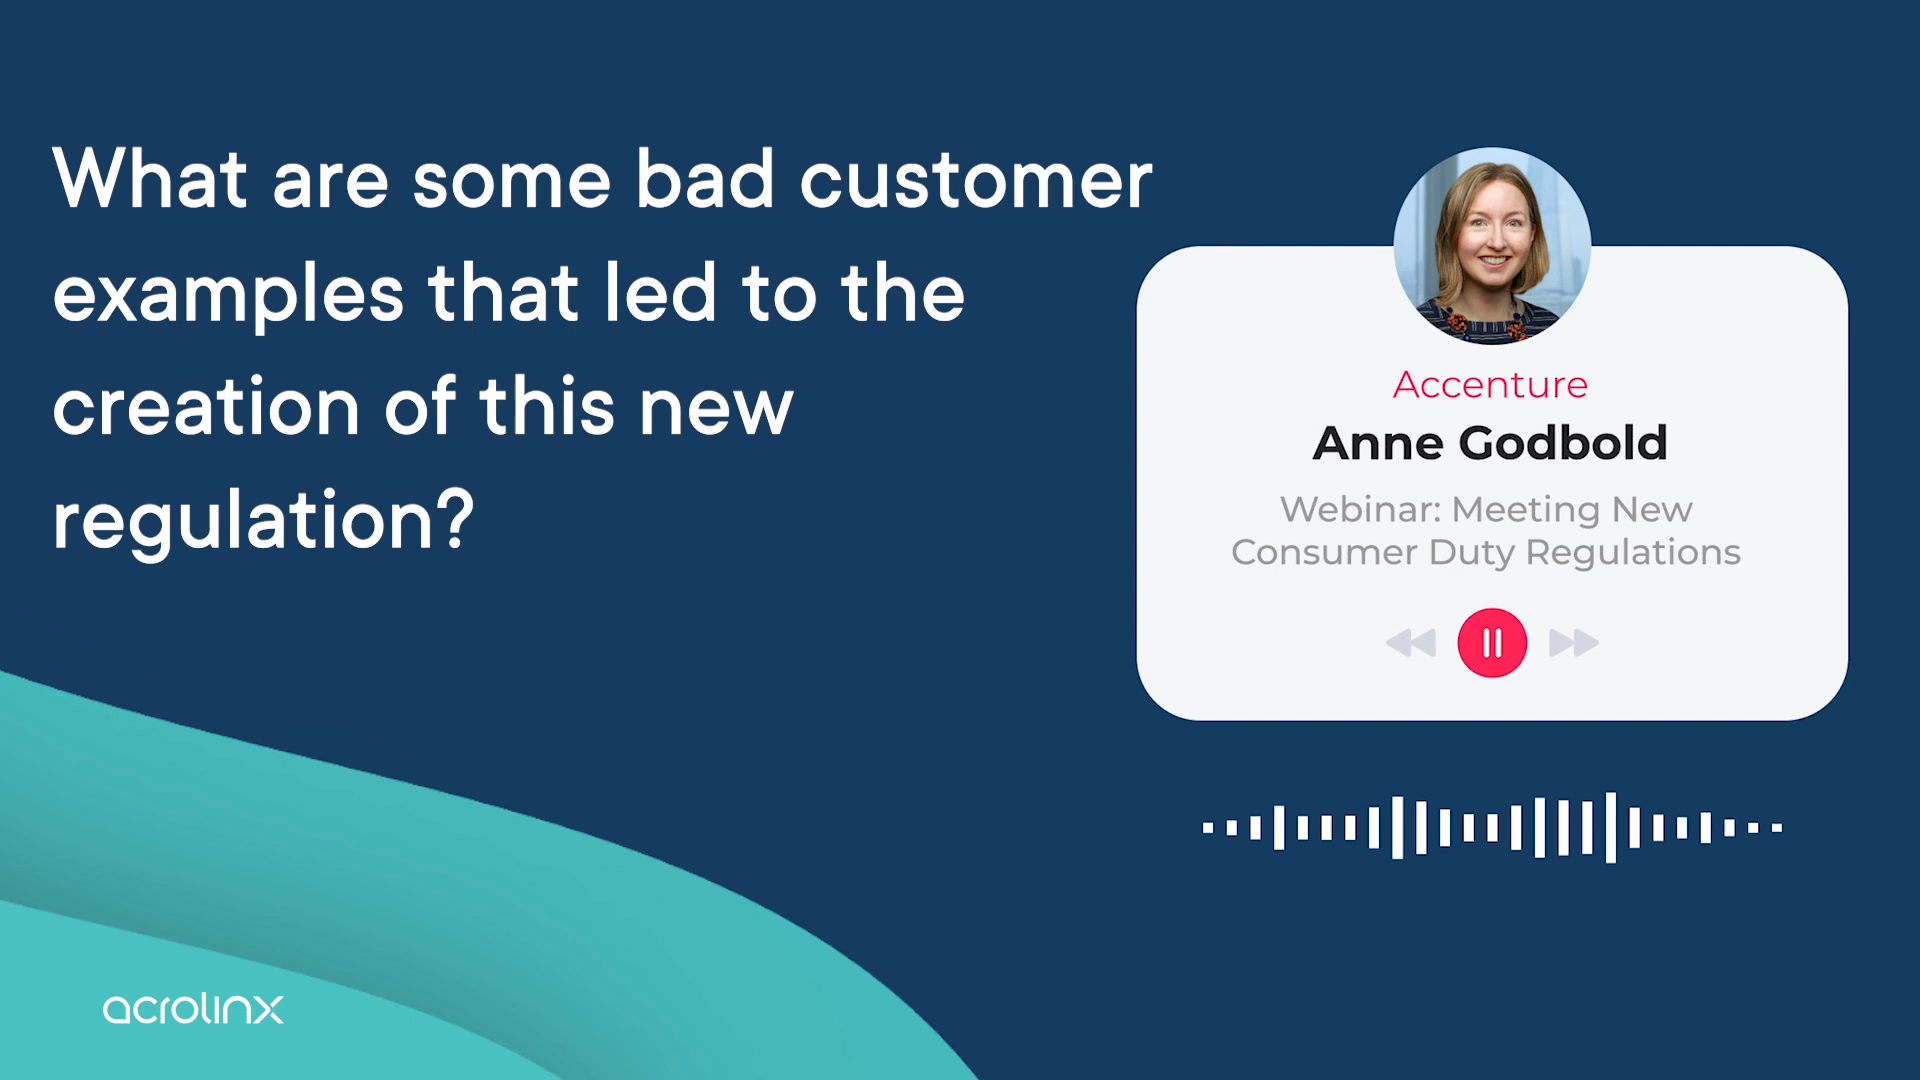 What are some bad customer
examples that led to the
creation of this new
regulation?
Accenture
Anne Godbold
Webinar: Meeting New
Consumer Duty Regulations
acrolinx